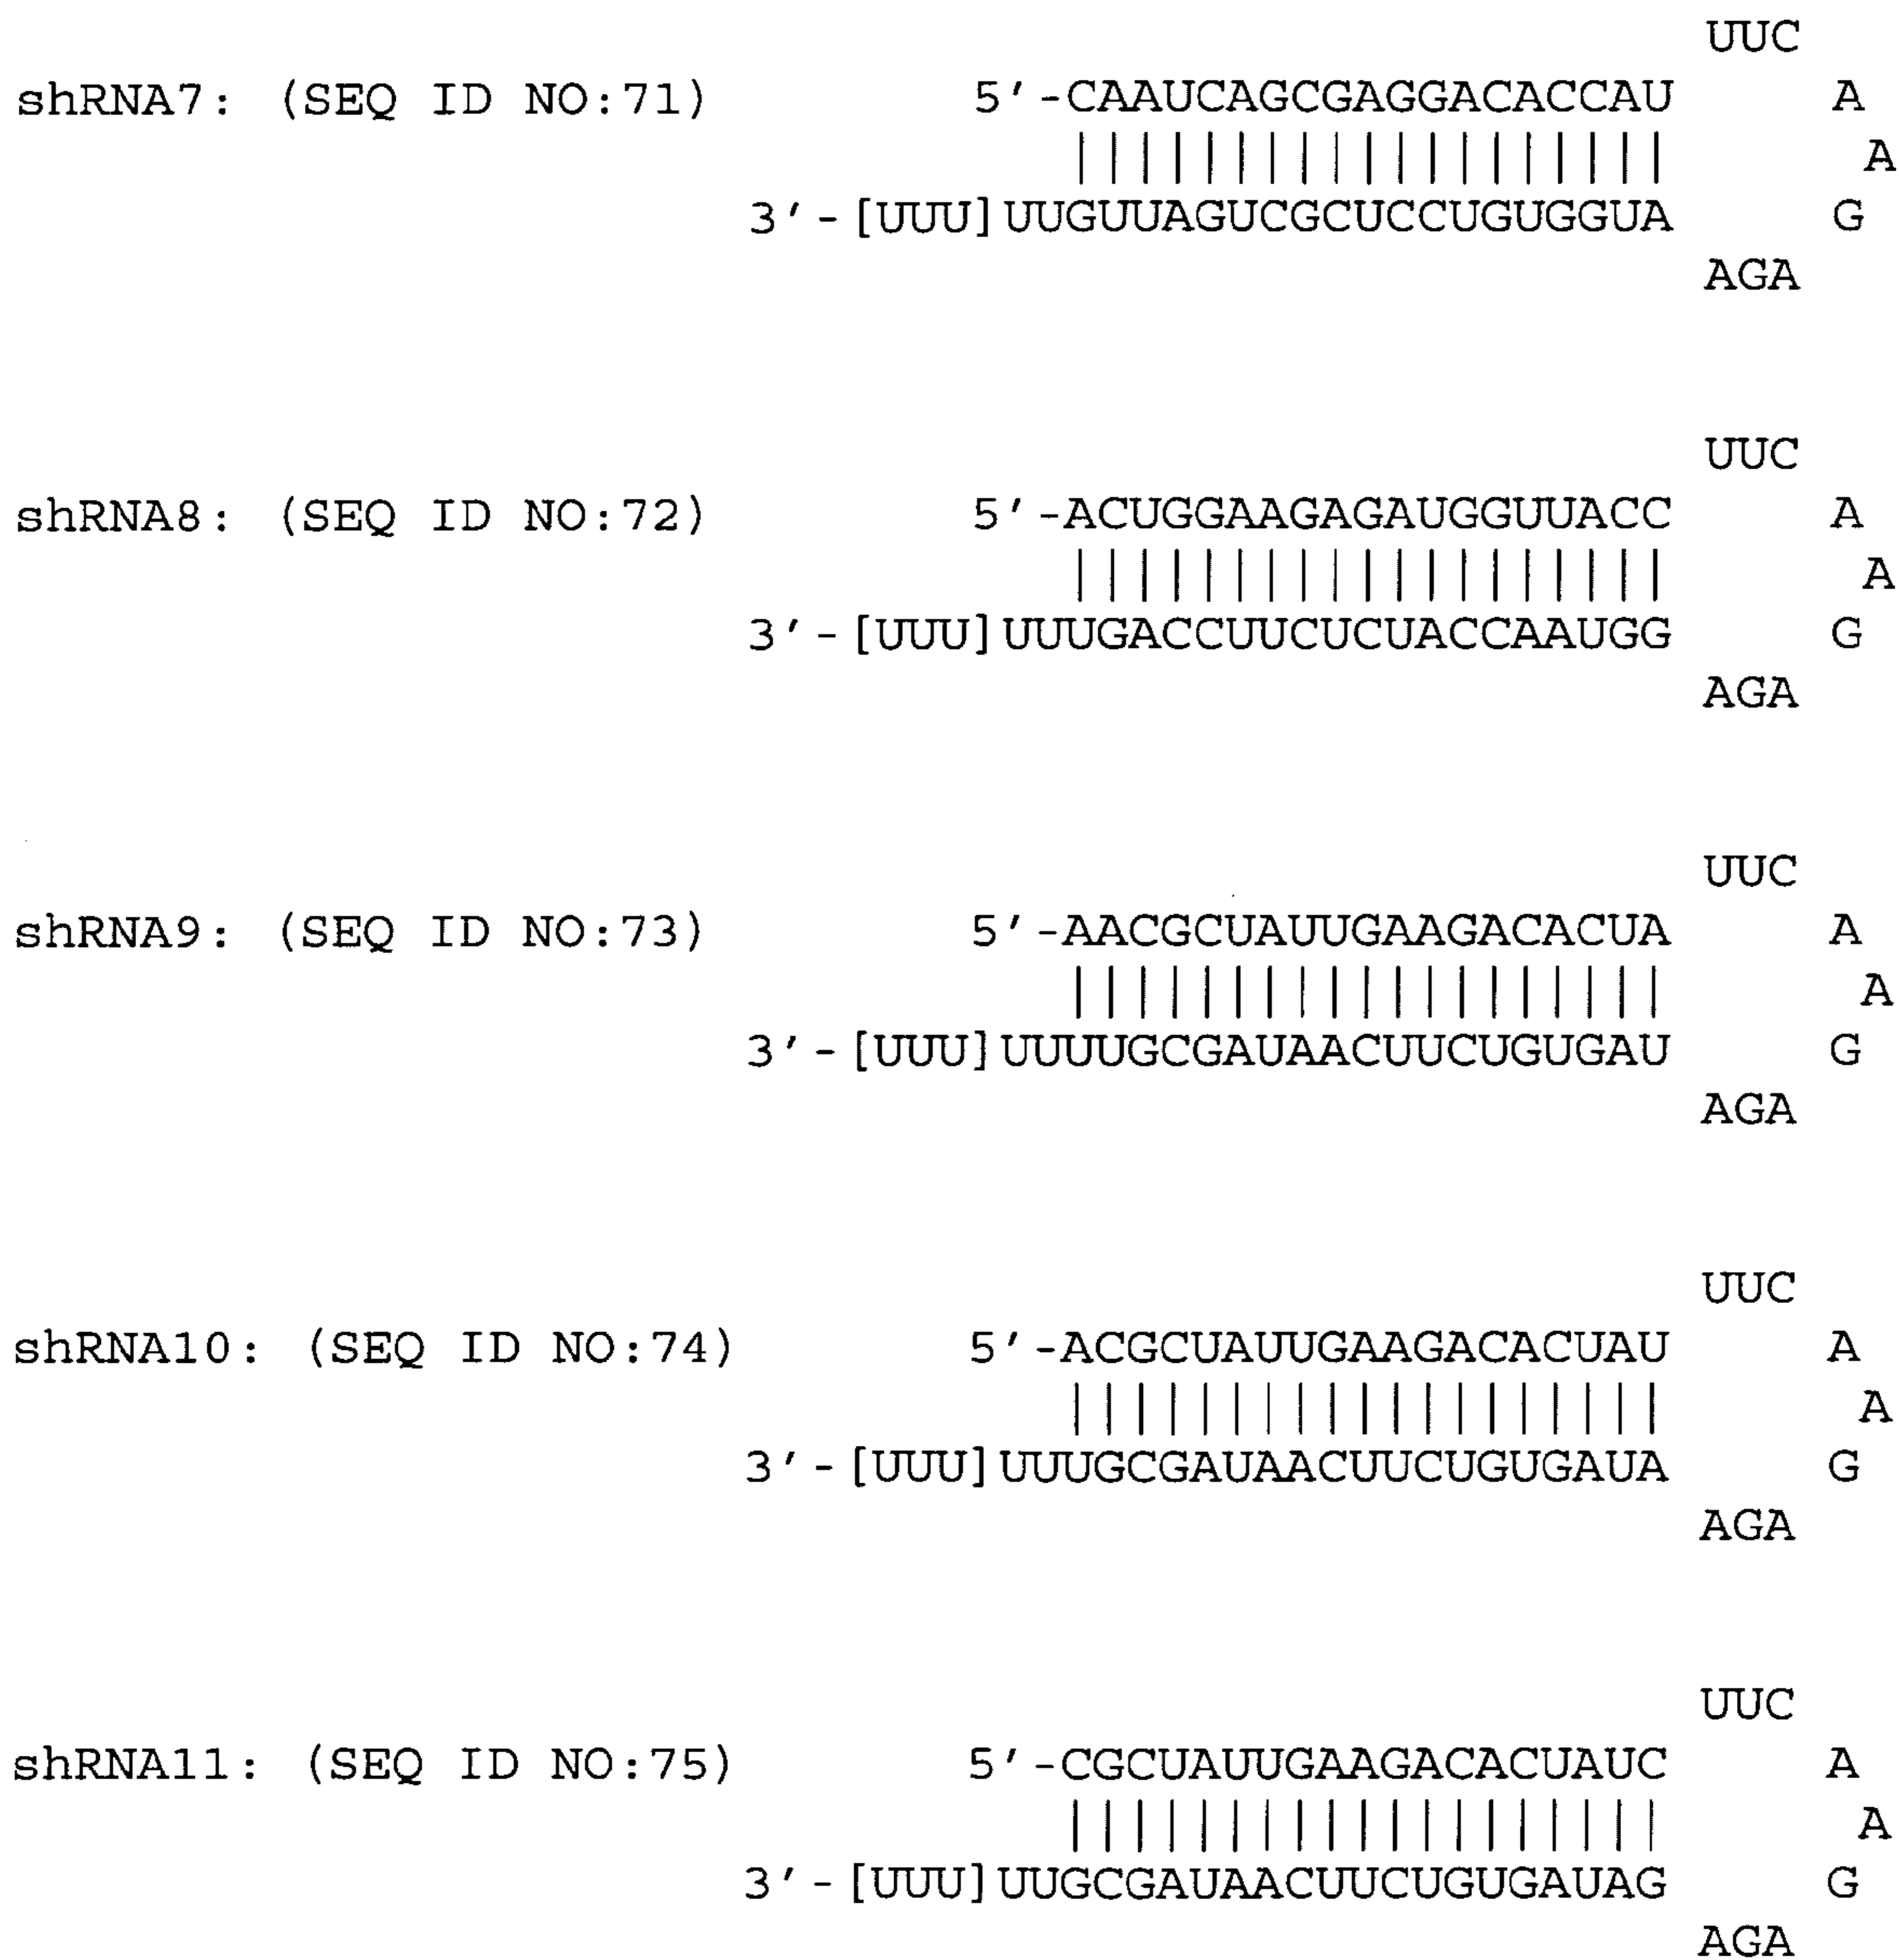 UUC
shRNA7: (SEQ ID NO:71) 5'-CAAUCAGCGAGGACACCAU A
A
3'-[UUU]UUGUUAGUCGCUCCUGUGGUA G
AGA
UUC
shRNA8: (SEQ ID NO:72) 5'-ACUGGAAGAGAUGGUUACC A
A
3'-[UUU]UUUGACCUUCUCUACCAAUGG G
AGA
UUC
shRNA9: (SEQ ID NO:73) 5'-AACGCUAUUGAAGACACUA A
A
3'-[UUU]UUUUGCGAUAACUUCUGUGAU G
AGA
UUC
shRNA10: (SEQ ID NO:74) 5'-ACGCUAUUGAAGACACUAU A
A
3'-[UUU]UUUGCGAUAACUUCUGUGAUA G
AGA
UUC
shRNA11: (SEQ ID NO:75) 5'-CGCUAUUGAAGACACUAUC A
A
3'-[UUU]UUGCGAUAACUUCUGUGAUAG G
AGA